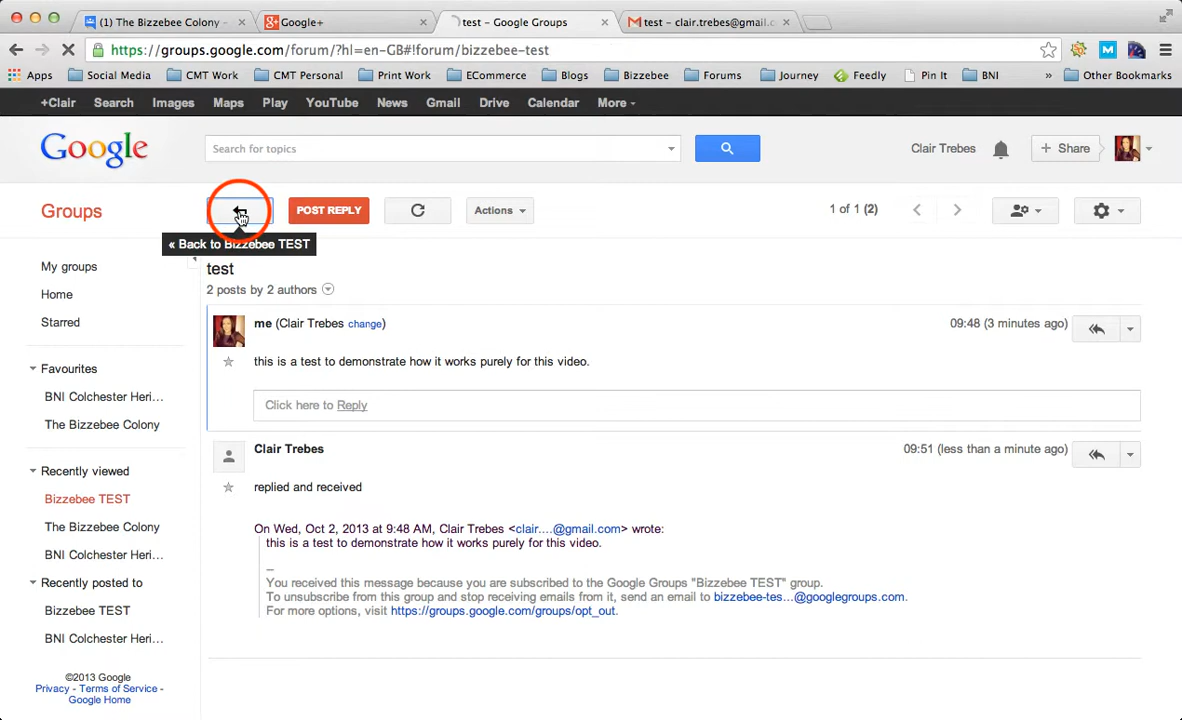 (1) The Bizzebee Colony -
Google+
test - Google Groups
test - clair.trebes@gmail.c
https://groups.google.com/forum/?hl=en-GB#!forum/bizzebee-test
Apps
Social Media
CMT Work
CMT Personal
Print Work
ECommerce
Blogs
Bizzebee
Forums
Journey
Feedly
Pin It
BNI
»
Other Bookmarks
+Clair
Search
Images
Maps
Play
YouTube
News
Gmail
Drive
Calendar
More
Google
Search for topics
Clair Trebes
+ Share
Groups
POST REPLY
Actions
1 of 1 (2)
« Back to Bizzebee TEST
My groups
Home
Starred
Favourites
BNI Colchester Heri...
The Bizzebee Colony
Recently viewed
Bizzebee TEST
The Bizzebee Colony
BNI Colchester Heri...
Recently posted to
Bizzebee TEST
BNI Colchester Heri...
©2013 Google
Privacy - Terms of Service -
Google Home
test
2 posts by 2 authors
me (Clair Trebes change)
09:48 (3 minutes ago)
this is a test to demonstrate how it works purely for this video.
Click here to Reply
Clair Trebes
09:51 (less than a minute ago)
replied and received
On Wed, Oct 2, 2013 at 9:48 AM, Clair Trebes <clair....@gmail.com> wrote:
this is a test to demonstrate how it works purely for this video.
--
You received this message because you are subscribed to the Google Groups "Bizzebee TEST" group.
To unsubscribe from this group and stop receiving emails from it, send an email to bizzebee-tes...@googlegroups.com.
For more options, visit https://groups.google.com/groups/opt_out.